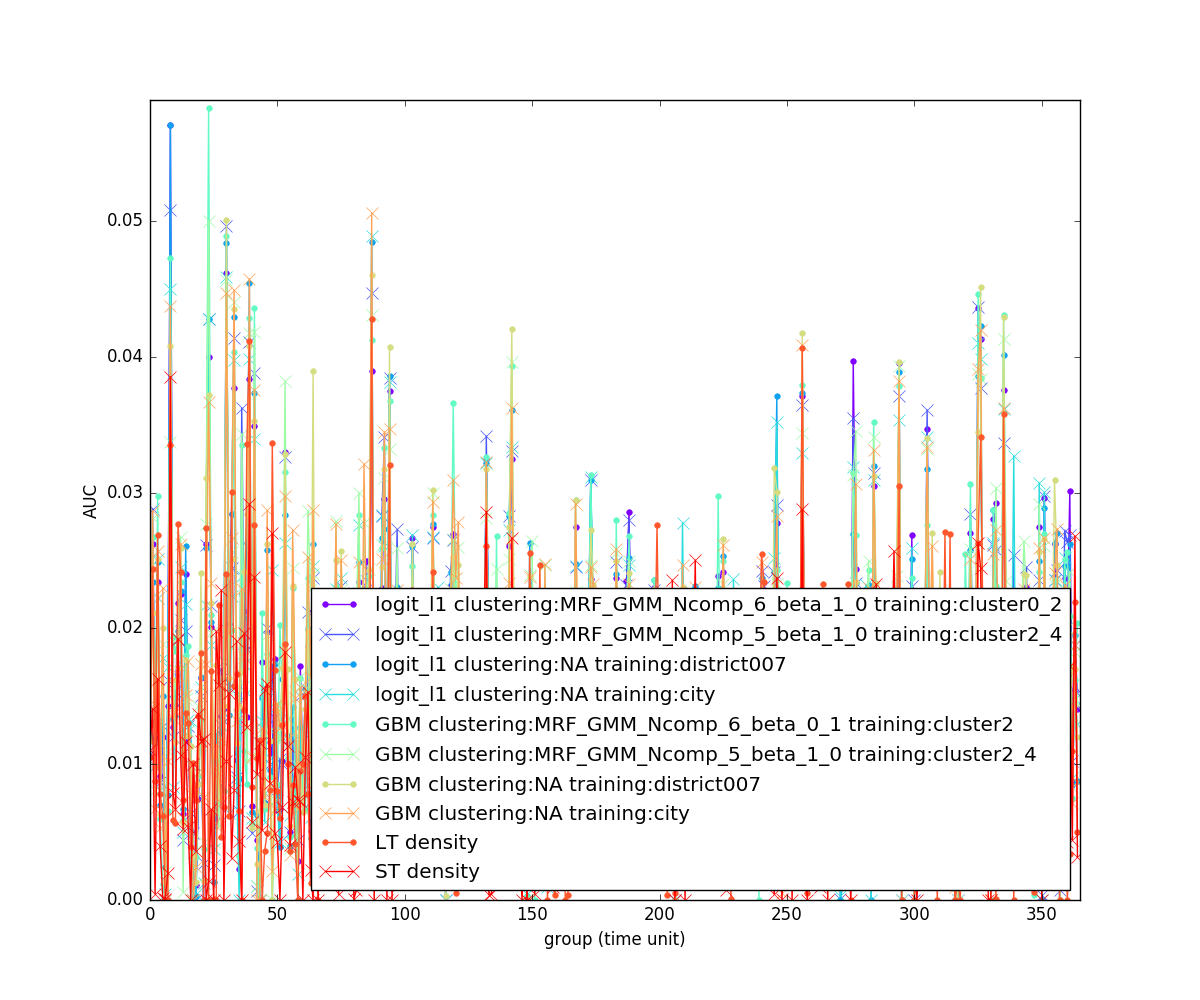 0.05
0.04
0.03
0.02
0.01
0.00
AUC
logit_l1 clustering:MRF_GMM_Ncomp_6_beta_1_0 training:cluster0_2
logit_l1 clustering:MRF_GMM_Ncomp_5_beta_1_0 training:cluster2_4
logit_l1 clustering:NA training:district007
logit_l1 clustering:NA training:city
GBM clustering:MRF_GMM_Ncomp_6_beta_0_1 training:cluster2
GBM clustering:MRF_GMM_Ncomp_5_beta_1_0 training:cluster2_4
GBM clustering:NA training:district007
GBM clustering:NA training:city
LT density
ST density
0 50 100 150 200 250 300 350
group (time unit)